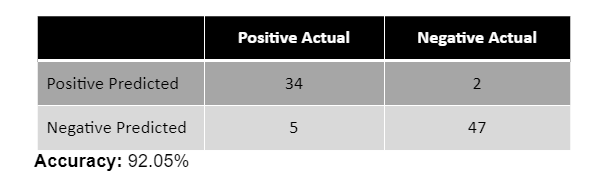 Positive Actual Negative Actual
Positive Predicted 34 2
Negative Predicted 5 47
Accuracy: 92.05%